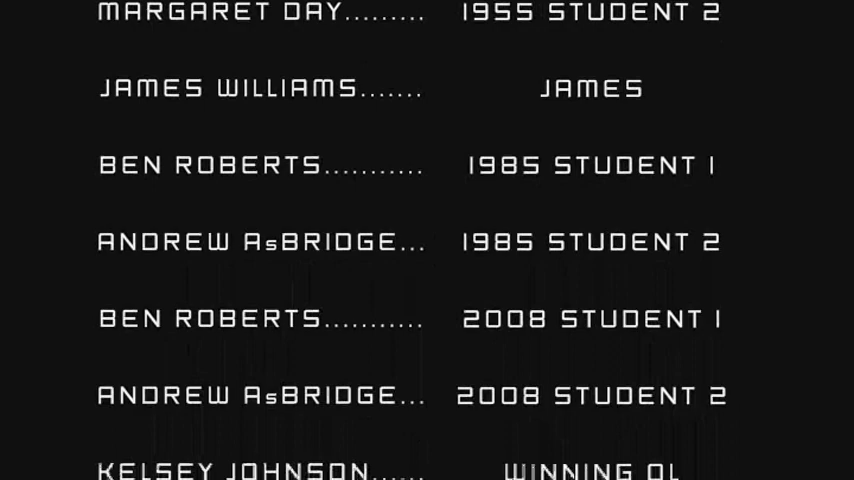 MARGARET DAY......... 1955 STUDENT 2
JAMES WILLIAMS....... JAMES
BEN ROBERTS........... 1985 STUDENT 1
ANDREW AsBRIDGE... 1985 STUDENT 2
BEN ROBERTS........... 2008 STUDENT 1
ANDREW AsBRIDGE... 2008 STUDENT 2
KELSEY JOHNSON...... WINNING